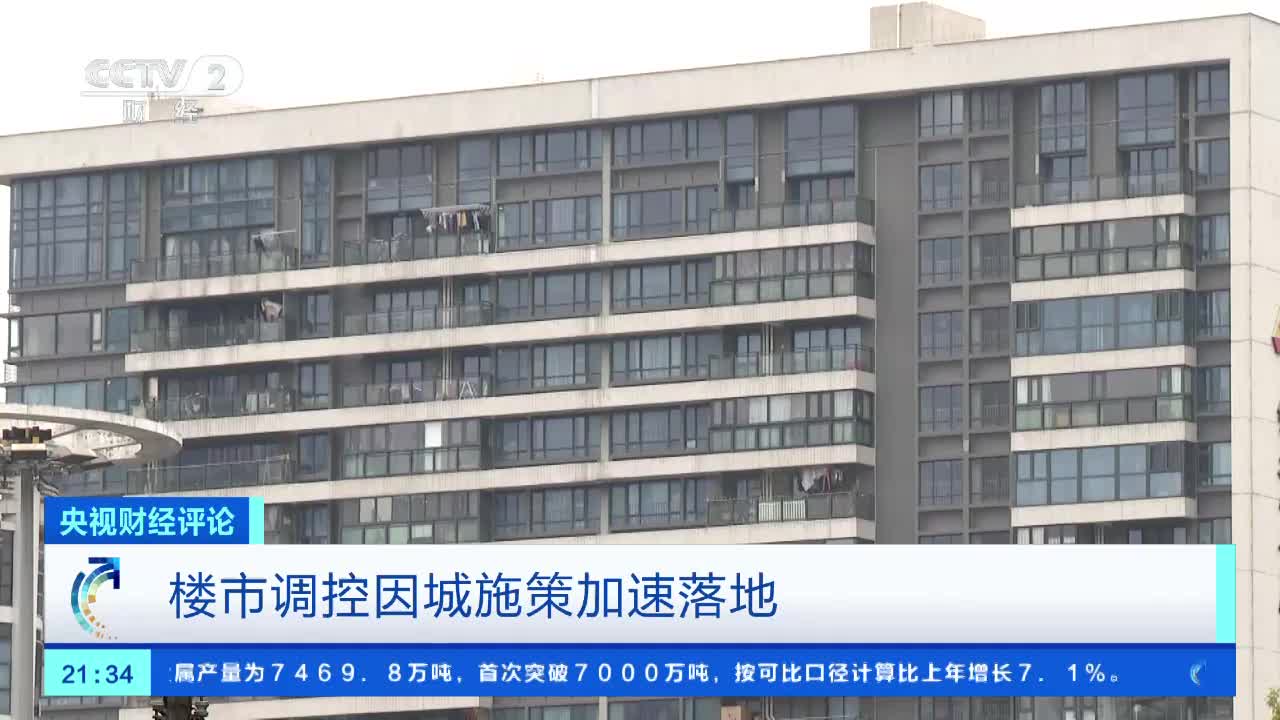 CCTV 2
财 经
央视财经评论
楼市调控因城施策加速落地
21:34
属产量为7469.8万吨，首次突破7000万吨，按可比口径计算比上年增长7.1%。